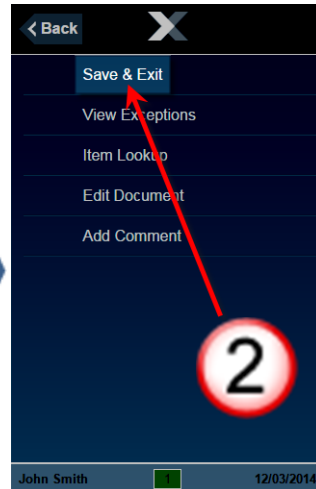 Back
Save & Exit
View Exceptions
Item Lookup
Edit Document
Add Comment
2
John Smith 1 12/03/2014